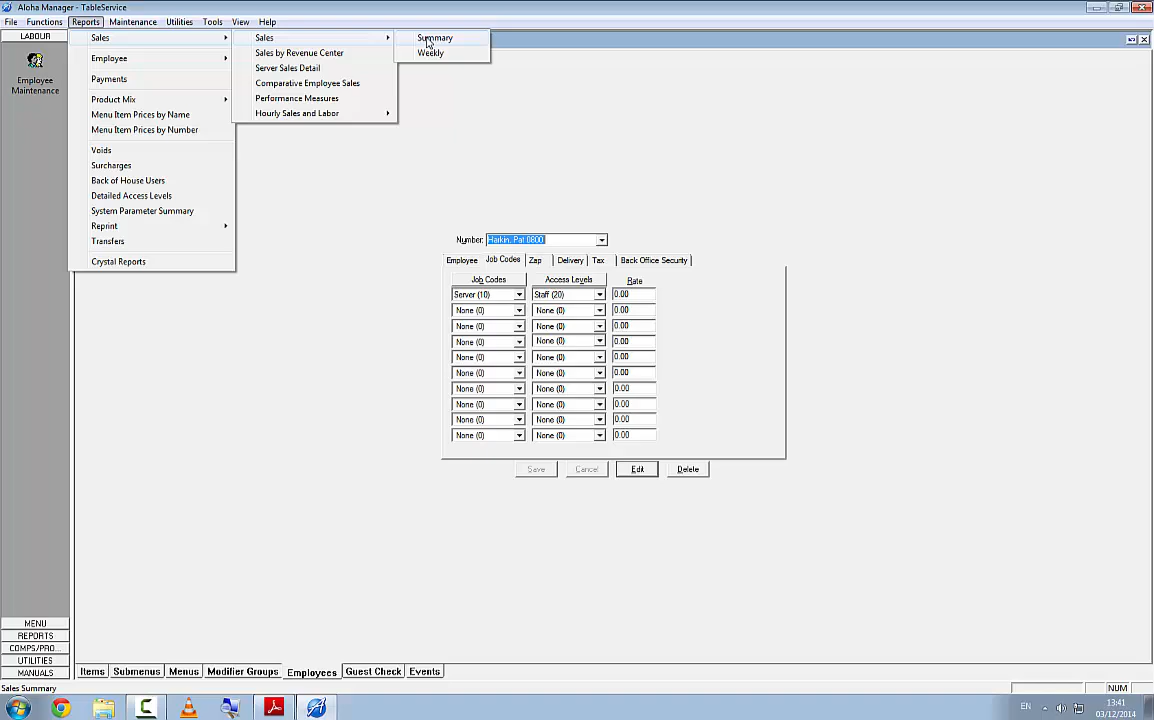 Aloha Manager - TableService
File Functions Reports Maintenance Utilities Tools View Help
LABOUR
Employee
Maintenance
Sales
Employee
Payments
Product Mix
Menu Item Prices by Name
Menu Item Prices by Number
Voids
Surcharges
Back of House Users
Detailed Access Levels
System Parameter Summary
Reprint
Transfers
Crystal Reports
Sales
Sales by Revenue Center
Server Sales Detail
Comparative Employee Sales
Performance Measures
Hourly Sales and Labor
Summary
Weekly
Number: Harkin, Pat 0800
Employee Job Codes Zap Delivery Tax Back Office Security
Job Codes Access Levels Rate
Server (10) Staff (20) 0.00
None (0) None (0) 0.00
None (0) None (0) 0.00
None (0) None (0) 0.00
None (0) None (0) 0.00
None (0) None (0) 0.00
None (0) None (0) 0.00
None (0) None (0) 0.00
None (0) None (0) 0.00
None (0) None (0) 0.00
Save Cancel Edit Delete
MENU
REPORTS
COMPS/PRO...
UTILITIES
MANUALS
Items Submenus Menus Modifier Groups Employees Guest Check Events
Sales Summary NUM
EN 13:41
03/12/2014